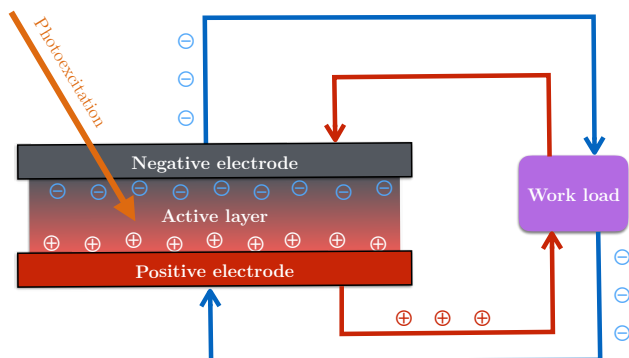 Photoexcitation
Negative electrode
Active layer
Positive electrode
Work load